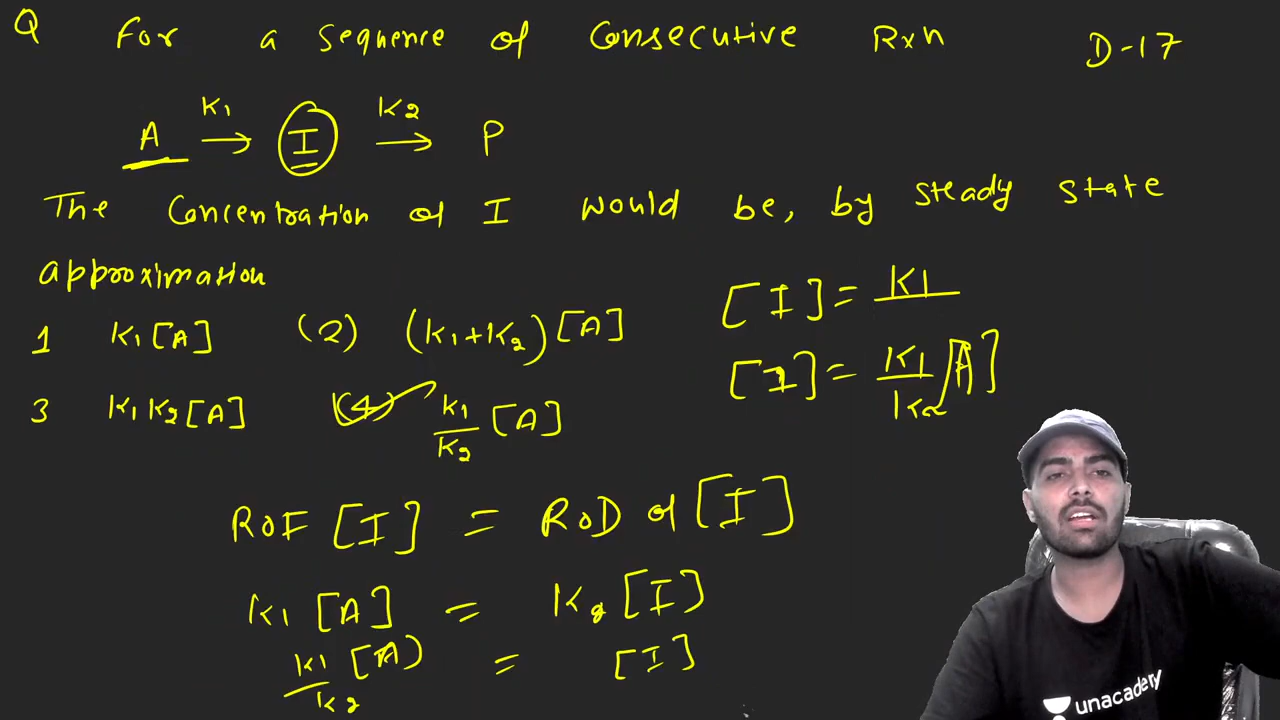 Q For a sequence of Consecutive Rxn D-17
A K1 → I K2 → P
The Concentration of I would be, by steady state
approximation
1 K1[A] (2) (K1+K2)[A]
3 K1K2[A] (4) K1/K2 [A]
[I] = K1
[I] = K1/K2 [A]
ROF [I] = ROD of [I]
K1 [A] = K2 [I]
K1/K2 [A] = [I]
unacademy